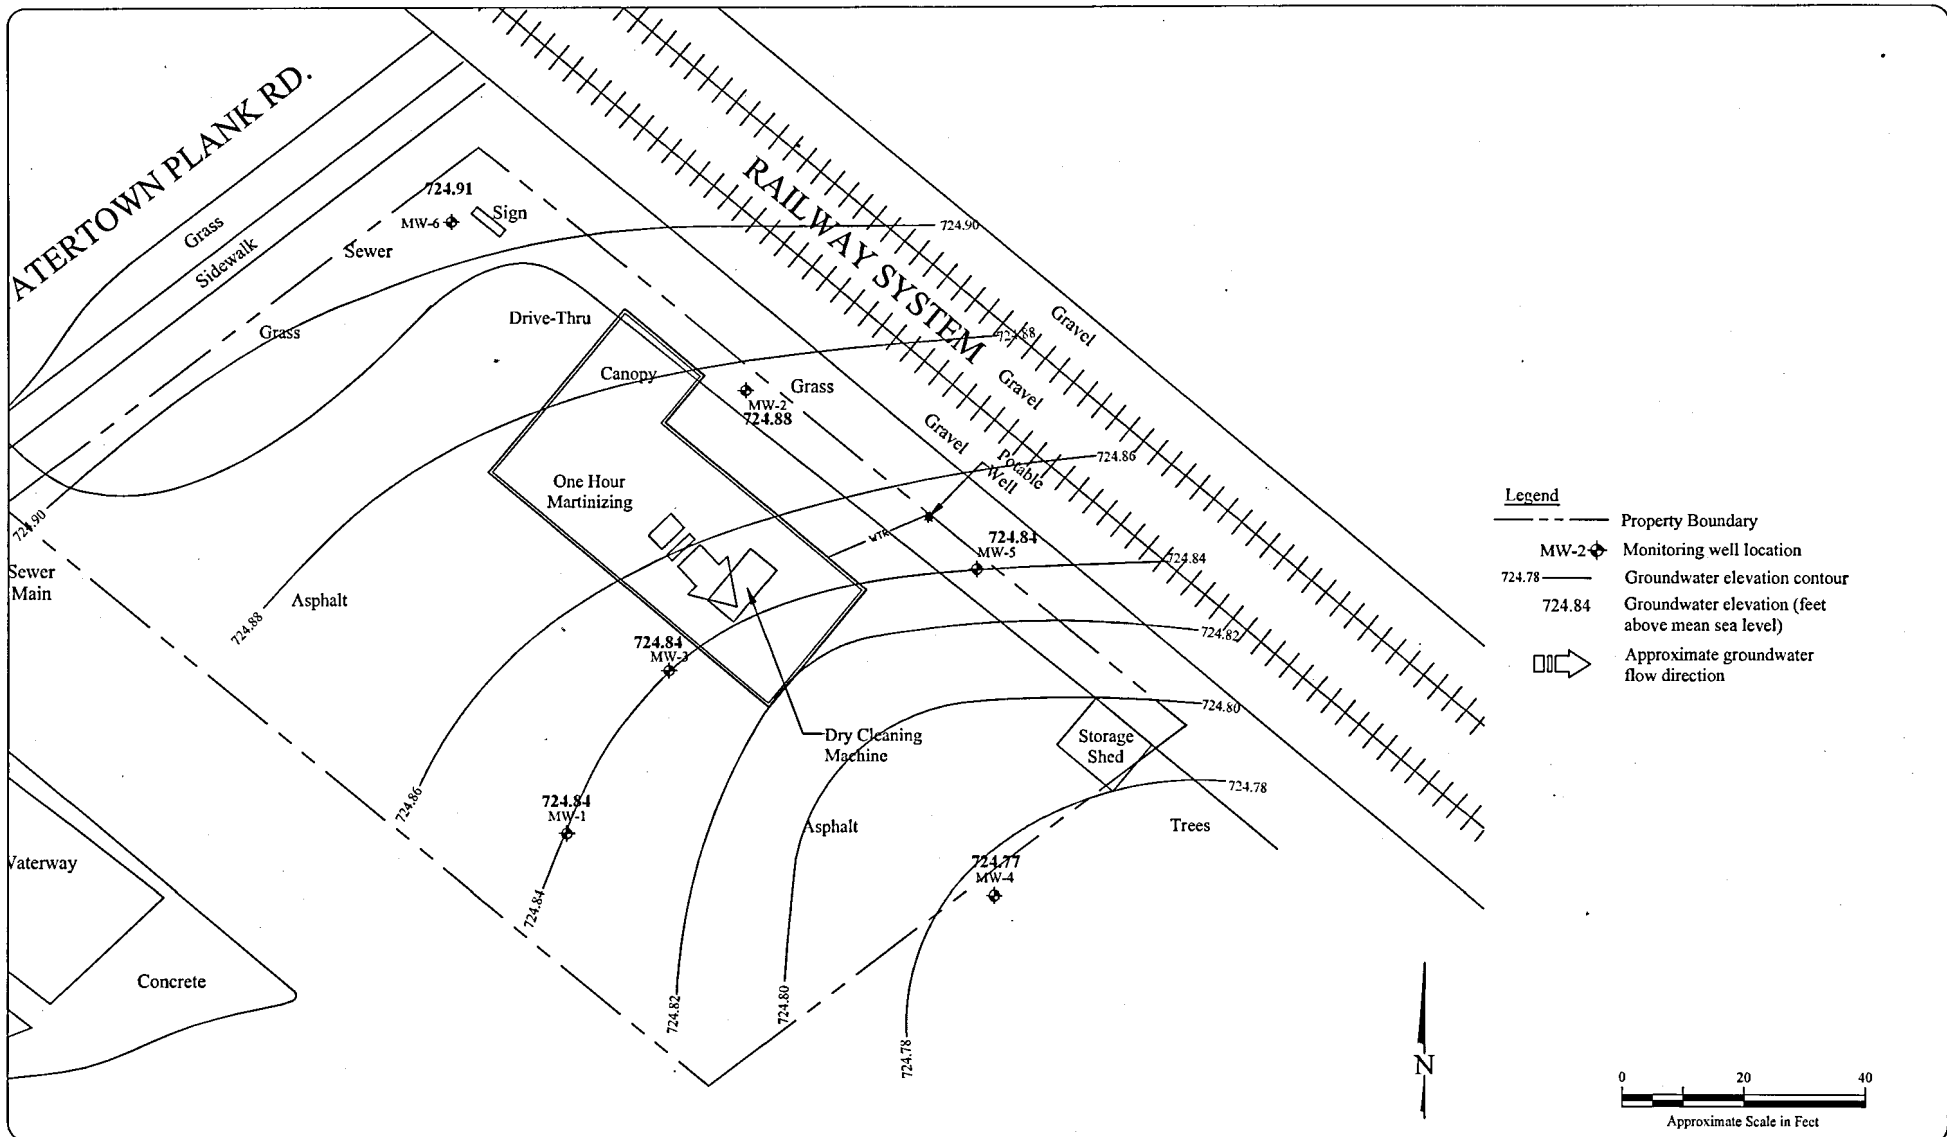 ATERTOWN PLANK RD.
RAILWAY SYSTEM
724.91
MW-6
Sign
Grass
Sidewalk
Sewer
Grass
724.90
Drive-Thru
Canopy
MW-2
724.88
Grass
724.88
Gravel
Gravel
Gravel
Potable
Well
724.86
One Hour
Martinizing
WTR
724.84
MW-5
724.84
724.90
Sewer
Main
Asphalt
724.88
724.84
MW-3
724.82
724.80
Storage
Shed
Dry Cleaning
Machine
724.78
724.86
724.84
MW-1
Asphalt
Trees
724.77
MW-4
724.84
Vaterway
Concrete
724.82
724.80
724.78
Legend
Property Boundary
MW-2
Monitoring well location
724.78
Groundwater elevation contour
724.84
Groundwater elevation (feet
above mean sea level)
Approximate groundwater
flow direction
N
0 20 40
Approximate Scale in Feet